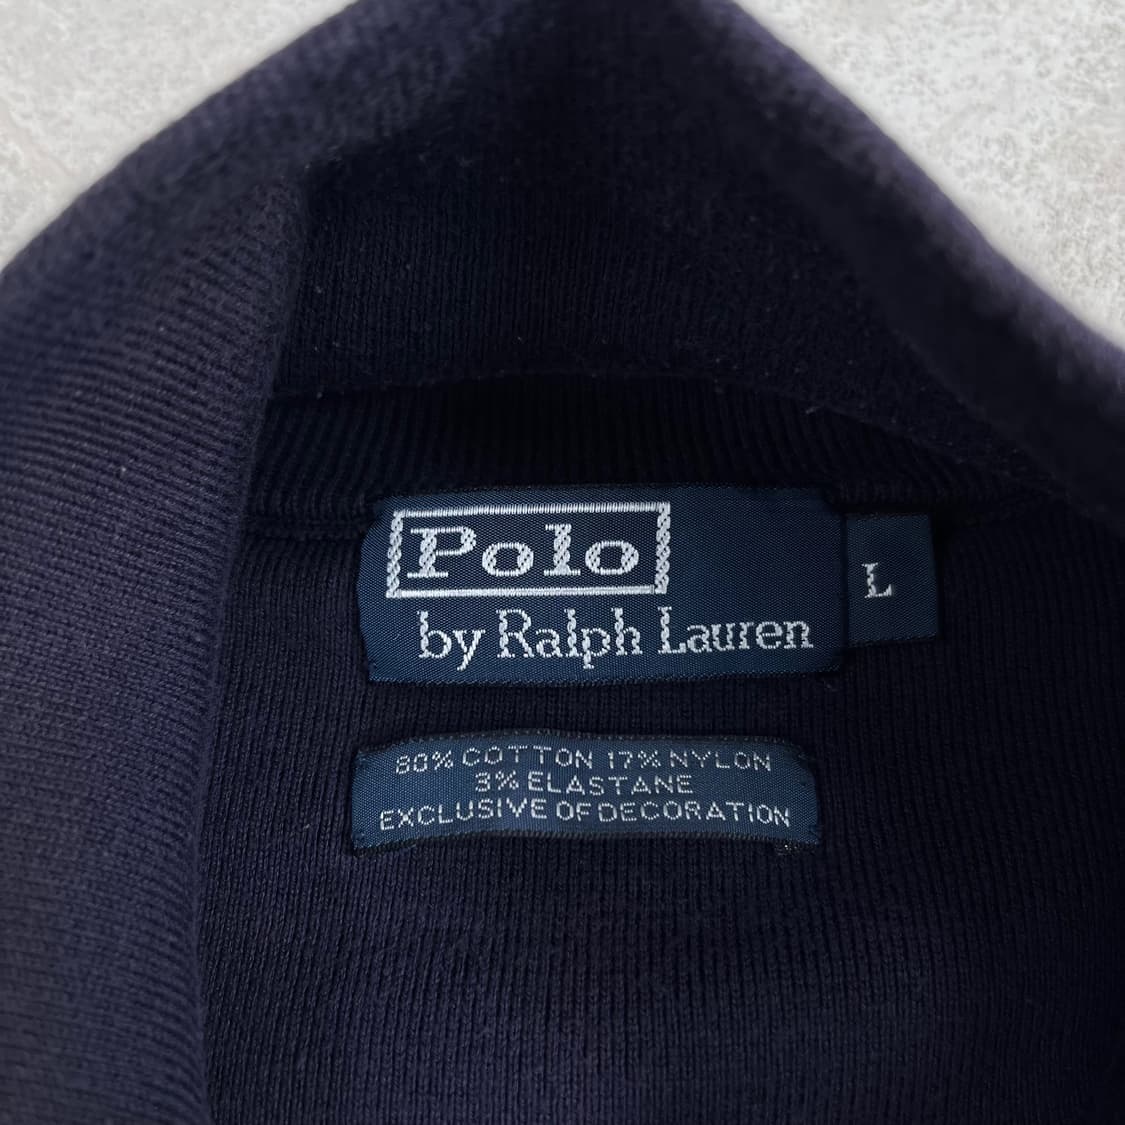 Polo
by Ralph Lauren
L
80% COTTON 17% NYLON
3% ELASTANE
EXCLUSIVE OF DECORATION